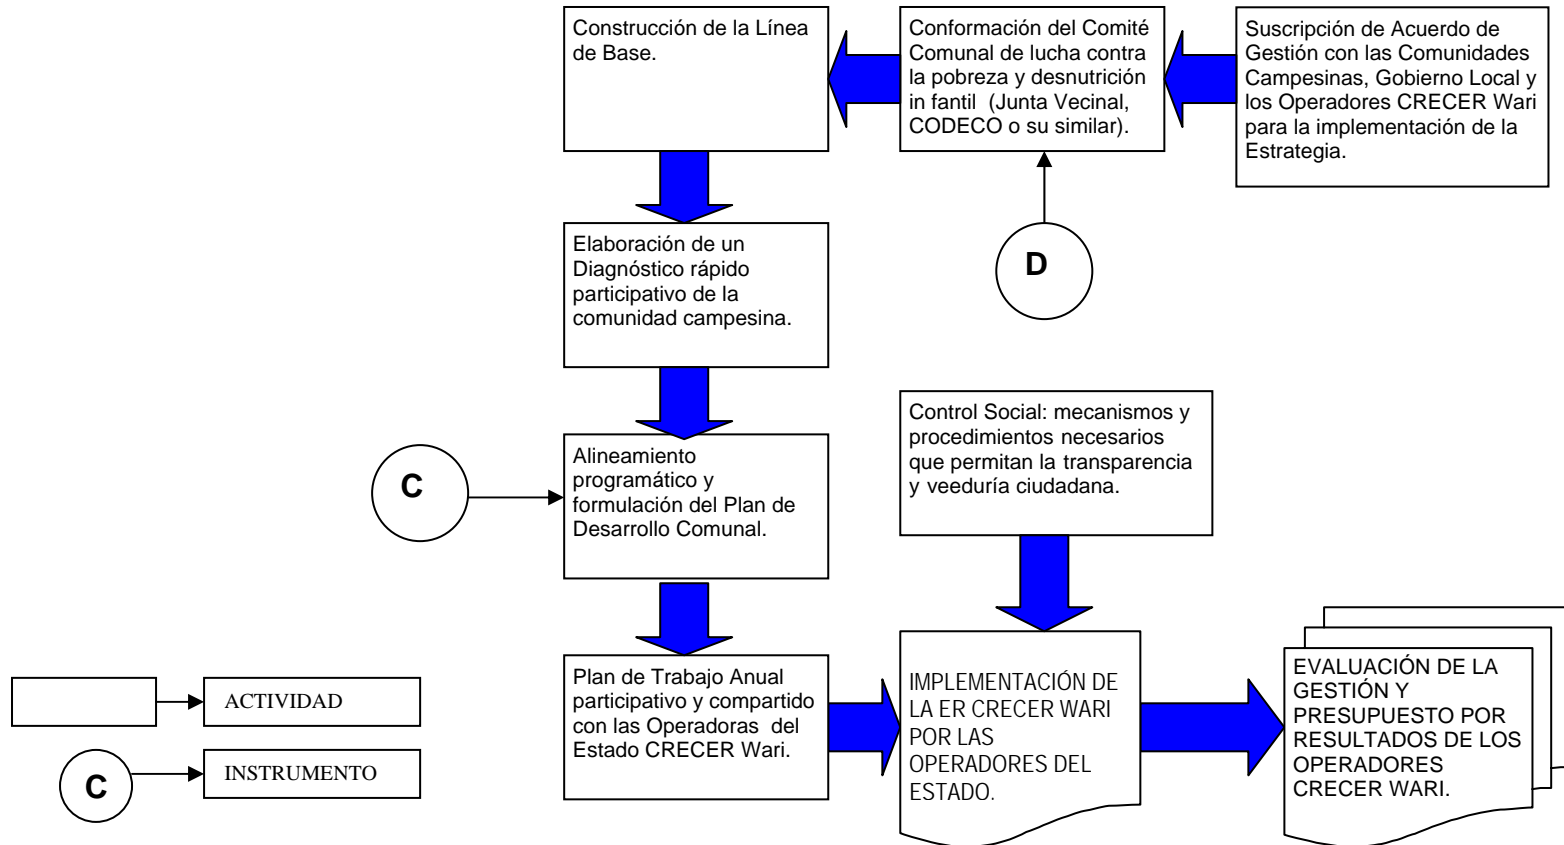 Construcción de la Línea
de Base.
Conformación del Comité
Comunal de lucha contra
la pobreza y desnutrición
in fantil (Junta Vecinal,
CODECO o su similar).
Suscripción de Acuerdo de
Gestión con las Comunidades
Campesinas, Gobierno Local y
los Operadores CRECER Wari
para la implementación de la
Estrategia.
Elaboración de un
Diagnóstico rápido
participativo de la
comunidad campesina.
D
Control Social: mecanismos y
procedimientos necesarios
que permitan la transparencia
y veeduría ciudadana.
C
Alineamiento
programático y
formulación del Plan de
Desarrollo Comunal.
Plan de Trabajo Anual
participativo y compartido
con las Operadoras del
Estado CRECER Wari.
IMPLEMENTACIÓN DE
LA ER CRECER WARI
POR LAS
OPERADORES DEL
ESTADO.
EVALUACIÓN DE LA
GESTIÓN Y
PRESUPUESTO POR
RESULTADOS DE LOS
OPERADORES
CRECER WARI.
ACTIVIDAD
C
INSTRUMENTO